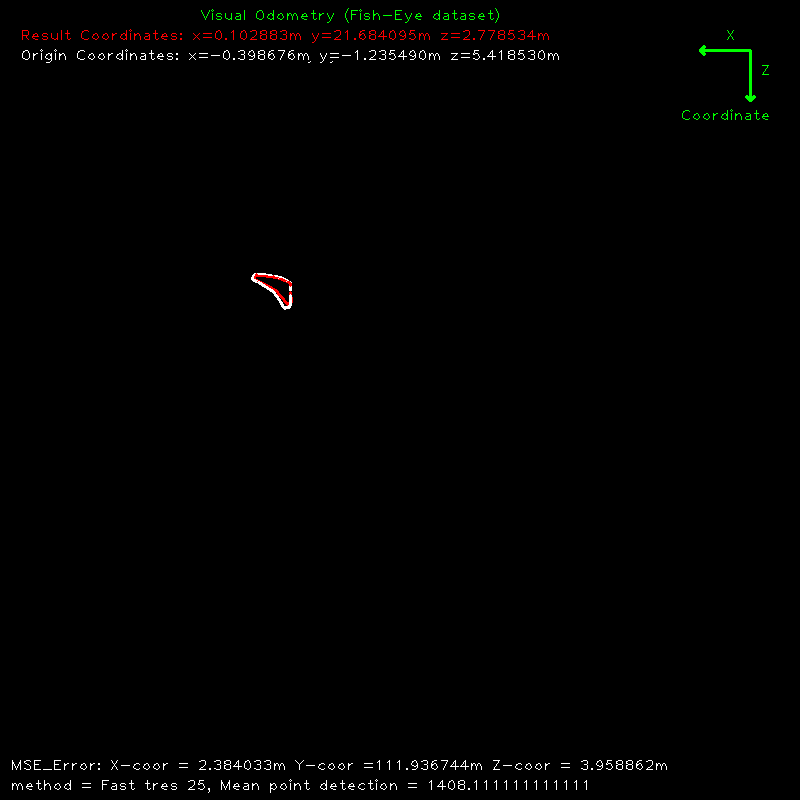 Visual Odometry (Fish-Eye dataset)
Result Coordinates: x=0.102883m y=21.684095m z=2.778534m
Origin Coordinates: x=-0.398676m y=-1.235490m z=5.418530m
X
Z
Coordinate
MSE_Error: X-coor = 2.384033m Y-coor =111.936744m Z-coor = 3.958862m
method = Fast tres 25, Mean point detection = 1408.111111111111